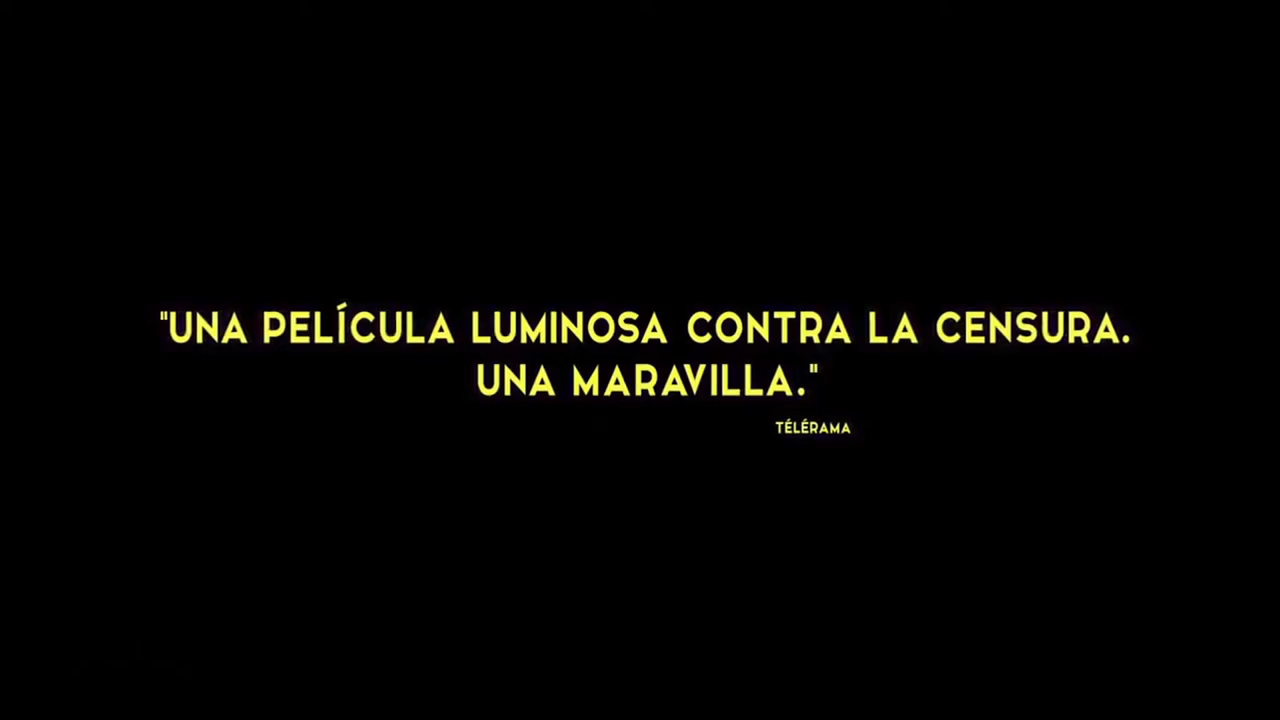 "UNA PELÍCULA LUMINOSA CONTRA LA CENSURA.
UNA MARAVILLA."
TÉLÉRAMA